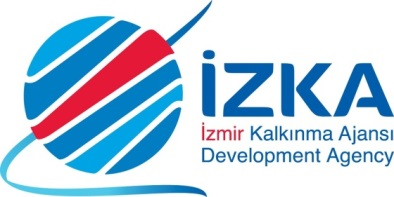 İZKA
İzmir Kalkınma Ajansı
Development Agency